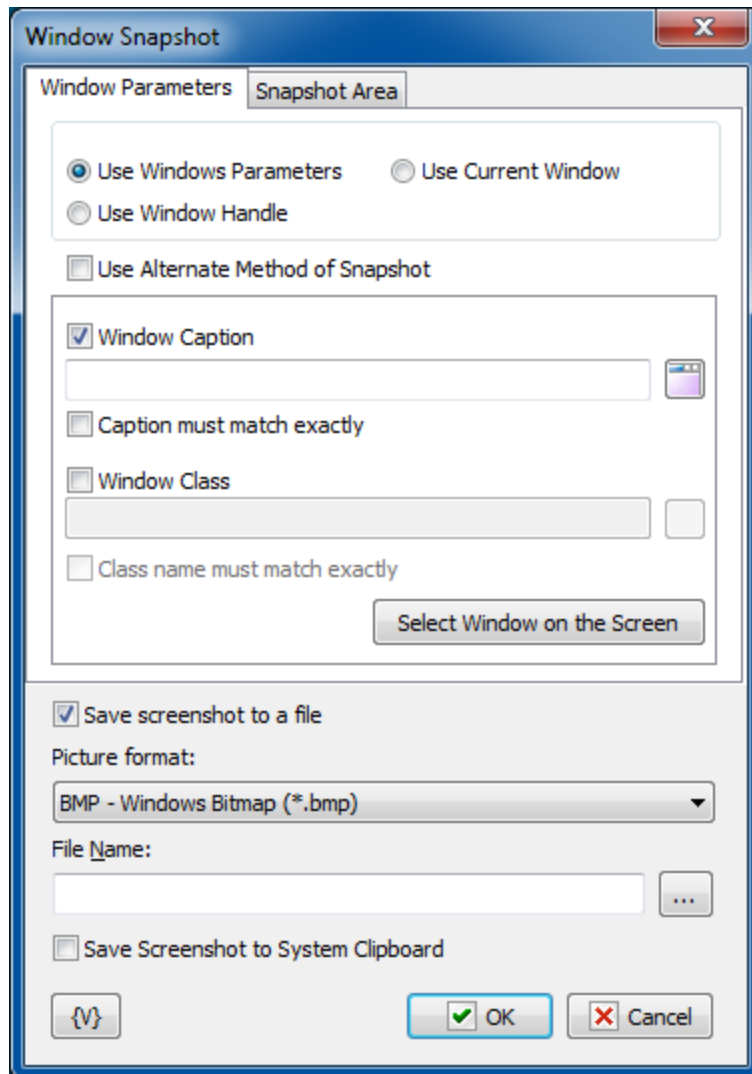 Window Snapshot
Window Parameters Snapshot Area
Use Windows Parameters Use Current Window
Use Window Handle
Use Alternate Method of Snapshot
Window Caption
Caption must match exactly
Window Class
Class name must match exactly
Select Window on the Screen
Save screenshot to a file
Picture format:
BMP - Windows Bitmap (*.bmp)
File Name:
...
Save Screenshot to System Clipboard
{V} OK Cancel